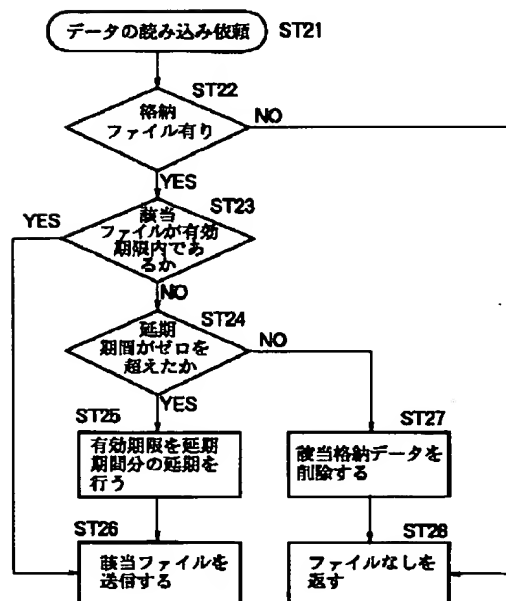 データの読み込み依頼
ST21
ST22
格納
ファイル有り
NO
YES
ST23
YES
該当
ファイルが有効
期限内であ
るか
NO
ST24
延期
期間がゼロを
超えたか
NO
YES
ST25
有効期限を延期
期間分の延期を
行う
ST27
該当格納データを
削除する
ST26
該当ファイルを
送信する
ST28
ファイルなしを
返す